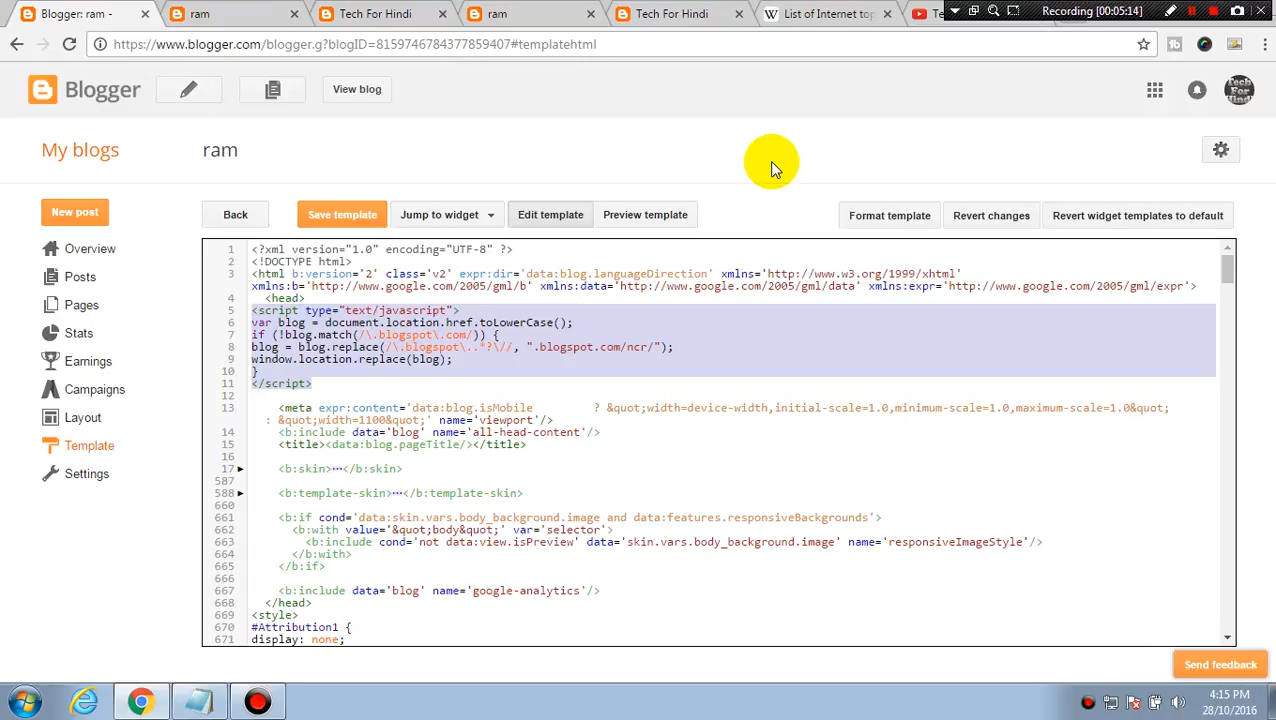 Blogger: ram -
ram
Tech For Hindi
ram
Tech For Hindi
List of Internet top
Te
Recording [00:05:14]
https://www.blogger.com/blogger.g?blogID=8159746784377859407#templatehtml
Blogger
View blog
Tech For Hindi
My blogs
ram
New post
Overview
Posts
Pages
Stats
Earnings
Campaigns
Layout
Template
Settings
Back
Save template
Jump to widget
Edit template
Preview template
Format template
Revert changes
Revert widget templates to default
1 <?xml version="1.0" encoding="UTF-8" ?>
2 <!DOCTYPE html>
3 <html b:version='2' class='v2' expr:dir='data:blog.languageDirection' xmlns='http://www.w3.org/1999/xhtml'
xmlns:b='http://www.google.com/2005/gml/b' xmlns:data='http://www.google.com/2005/gml/data' xmlns:expr='http://www.google.com/2005/gml/expr'>
4 <head>
5 <script type="text/javascript">
6 var blog = document.location.href.toLowerCase();
7 if (!blog.match(/\.blogspot\.com/)) {
8 blog = blog.replace(/\.blogspot\..*?\//, ".blogspot.com/ncr/");
9 window.location.replace(blog);
10 }
11 </script>
12
13 <meta expr:content='data:blog.isMobile ? &quot;width=device-width,initial-scale=1.0,minimum-scale=1.0,maximum-scale=1.0&quot;
: &quot;width=1100&quot;' name='viewport'/>
14 <b:include data='blog' name='all-head-content'/>
15 <title><data:blog.pageTitle/></title>
16
17 <b:skin>…</b:skin>
587
588 <b:template-skin>…</b:template-skin>
660
661 <b:if cond='data:skin.vars.body_background.image and data:features.responsiveBackgrounds'>
662 <b:with value='&quot;body&quot;' var='selector'>
663 <b:include cond='not data:view.isPreview' data='skin.vars.body_background.image' name='responsiveImageStyle'/>
664 </b:with>
665 </b:if>
666
667 <b:include data='blog' name='google-analytics'/>
668 </head>
669 <style>
670 #Attribution1 {
671 display: none;
Send feedback
4:15 PM
28/10/2016